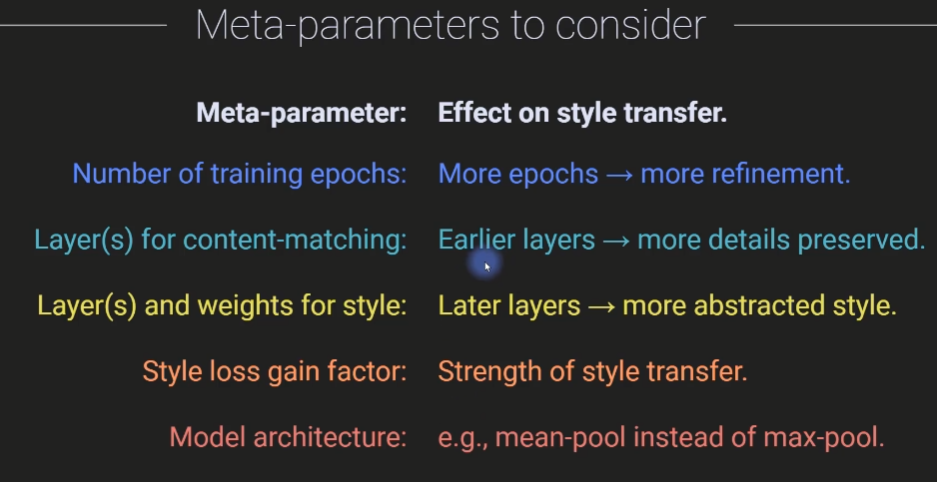 Meta-parameters to consider
Meta-parameter: Effect on style transfer.
Number of training epochs: More epochs → more refinement.
Layer(s) for content-matching: Earlier layers → more details preserved.
Layer(s) and weights for style: Later layers → more abstracted style.
Style loss gain factor: Strength of style transfer.
Model architecture: e.g., mean-pool instead of max-pool.